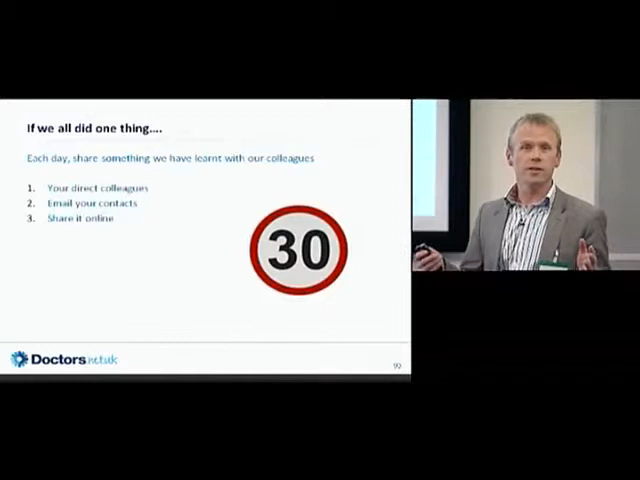 If we all did one thing....
Each day, share something we have learnt with our colleagues
1. Your direct colleagues
2. Email your contacts
3. Share it online
30
Doctors.net.uk